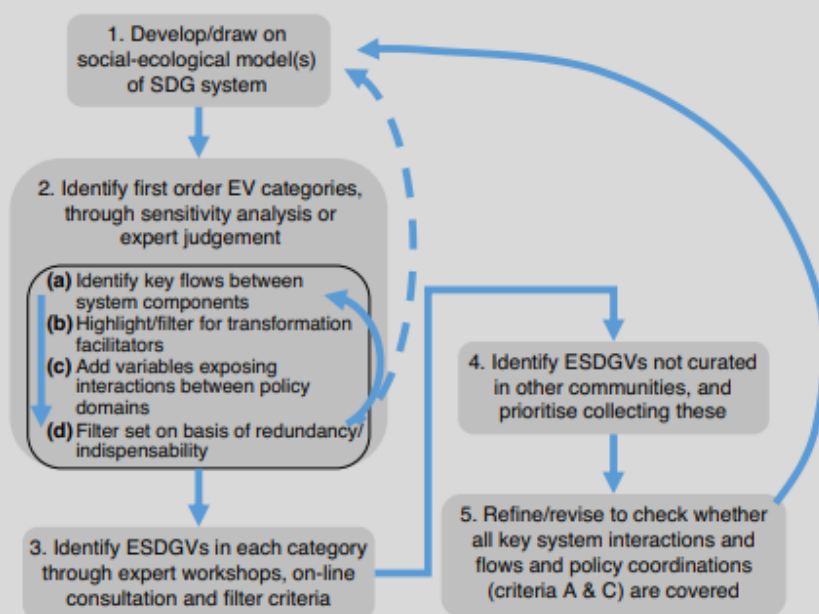 1. Develop/draw on
social-ecological model(s)
of SDG system
2. Identify first order EV categories,
through sensitivity analysis or
expert judgement
(a) Identify key flows between
system components
(b) Highlight/filter for transformation
facilitators
(c) Add variables exposing
interactions between policy
domains
(d) Filter set on basis of redundancy/
indispensability
3. Identify ESDGVs in each category
through expert workshops, on-line
consultation and filter criteria
4. Identify ESDGVs not curated
in other communities, and
prioritise collecting these
5. Refine/revise to check whether
all key system interactions and
flows and policy coordinations
(criteria A & C) are covered